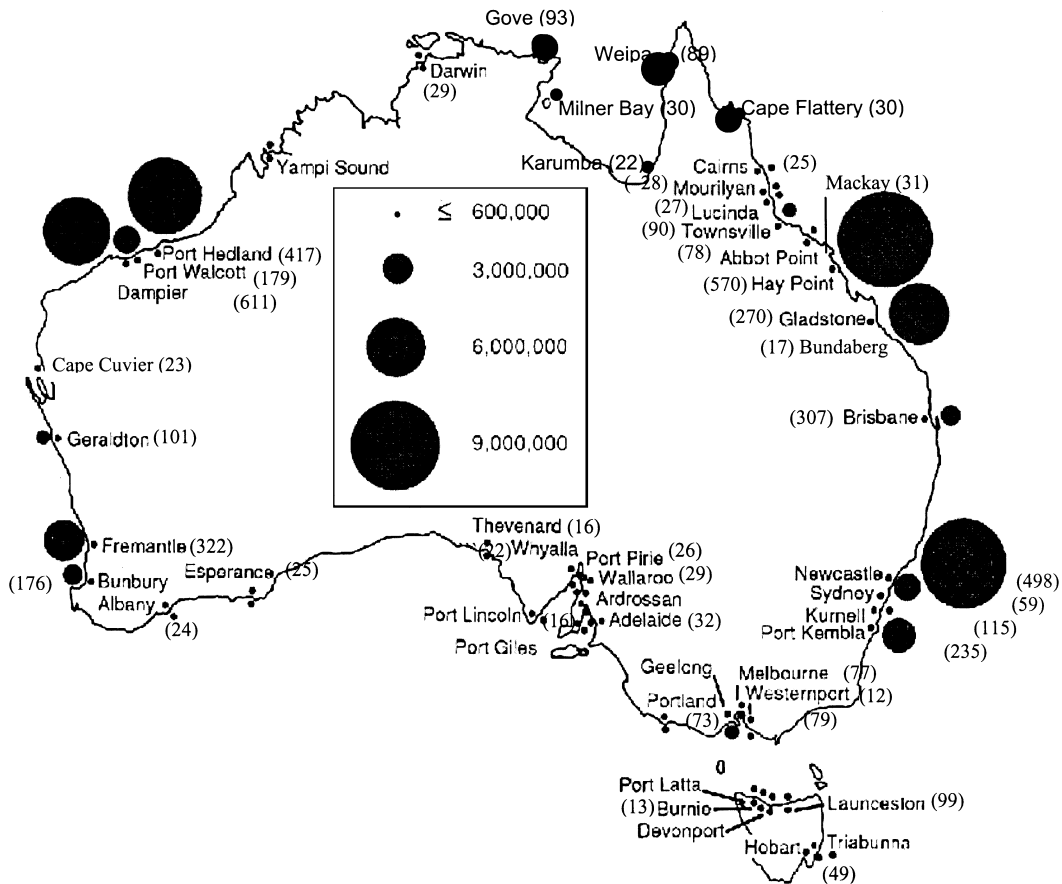 Gove (93)
Weipa (89)
Darwin
(29)
Milner Bay (30)
Cape Flattery (30)
Karumba (22)
Cairns (25)
Yampi Sound
(28) Mourilyan
Mackay (31)
(27) Lucinda
(90) Townsville
(78) Abbot Point
(570) Hay Point
≤ 600,000
3,000,000
6,000,000
9,000,000
Port Hedland (417)
Port Walcott (179)
Dampier (611)
(270) Gladstone
(17) Bundaberg
Cape Cuvier (23)
(307) Brisbane
Geraldton (101)
Thevenard (16)
(22) Whyalla
Port Pirie (26)
Wallaroo (29)
Ardrossan
Fremantle (322)
(176) Bunbury
Esperance (25)
Albany
(24)
Port Lincoln (16)
Adelaide (32)
Port Giles
Newcastle (498)
Sydney (59)
Kurnell (115)
Port Kembla (235)
Geelong
Melbourne (77)
Westernport (12)
Portland (73)
(79)
Port Latta
(13) Burnio
Launceston (99)
Devonport
Hobart
Triabunna
(49)